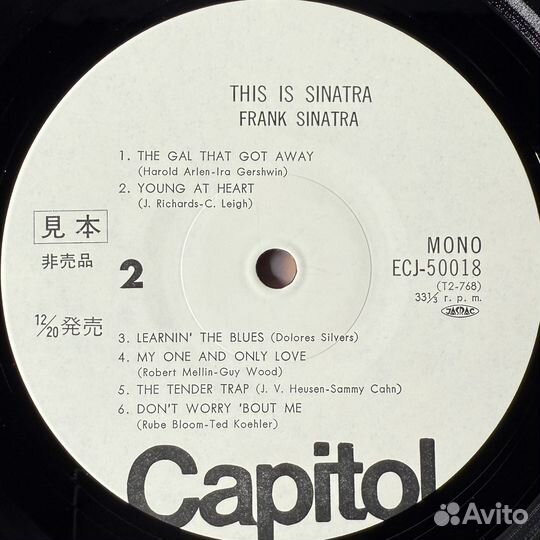 THIS IS SINATRA
FRANK SINATRA
1. THE GAL THAT GOT AWAY
(Harold Arlen-Ira Gershwin)
2. YOUNG AT HEART
(J. Richards-C. Leigh)
見本
非売品
2
MONO
ECJ-50018
(T2-768)
33⅓ r. p. m.
JASRAC
12/20 発売
3. LEARNIN' THE BLUES (Dolores Silvers)
4. MY ONE AND ONLY LOVE
(Robert Mellin-Guy Wood)
5. THE TENDER TRAP (J. V. Heusen-Sammy Cahn)
6. DON'T WORRY 'BOUT ME
(Rube Bloom-Ted Koehler)
Capitol
Avito